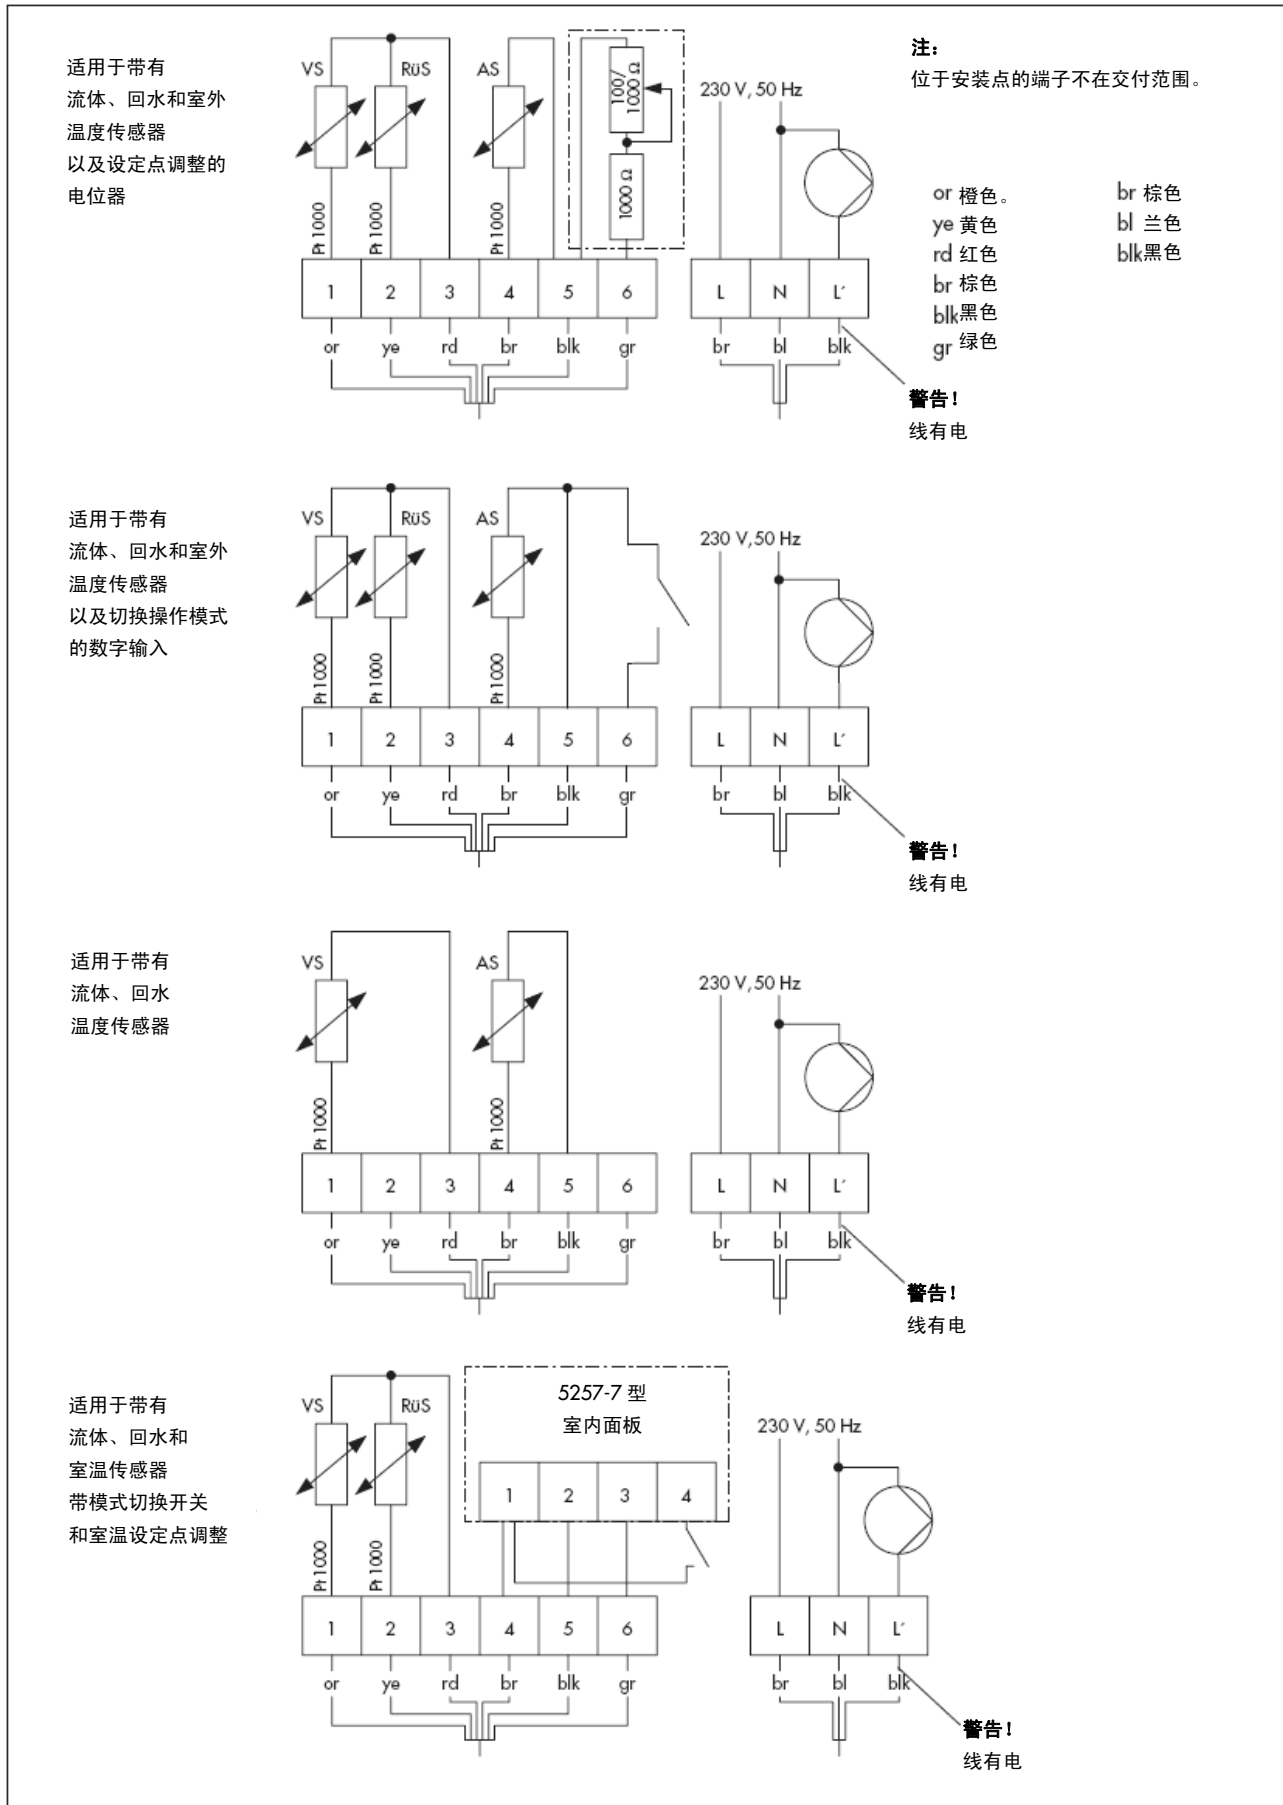 适用于带有
流体、回水和室外
温度传感器
以及设定点调整的
电位器
VS
RüS
AS
Pt 1000
Pt 1000
Pt 1000
100/
1000 Ω
1000 Ω
230 V, 50 Hz
1 2 3 4 5 6
L N L´
or ye rd br blk gr
br bl blk
注：
位于安装点的端子不在交付范围。
or 橙色。
ye 黄色
rd 红色
br 棕色
blk 黑色
gr 绿色
br 棕色
bl 兰色
blk 黑色
警告！
线有电
适用于带有
流体、回水和室外
温度传感器
以及切换操作模式
的数字输入
VS
RüS
AS
Pt 1000
Pt 1000
Pt 1000
230 V, 50 Hz
1 2 3 4 5 6
L N L´
or ye rd br blk gr
br bl blk
警告！
线有电
适用于带有
流体、回水
温度传感器
VS
AS
Pt 1000
Pt 1000
230 V, 50 Hz
1 2 3 4 5 6
L N L´
or ye rd br blk gr
br bl blk
警告！
线有电
适用于带有
流体、回水和
室温传感器
带模式切换开关
和室温设定点调整
VS
RüS
Pt 1000
Pt 1000
5257-7 型
室内面板
1 2 3 4
230 V, 50 Hz
1 2 3 4 5 6
L N L´
or ye rd br blk gr
br bl blk
警告！
线有电